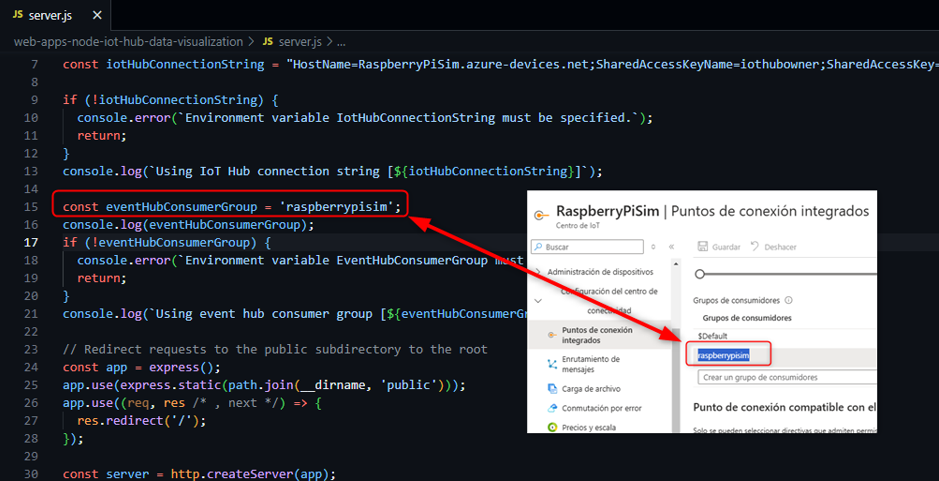 JS server.js ×
web-apps-node-iot-hub-data-visualization > JS server.js > ...
7 const iotHubConnectionString = "HostName=RaspberryPiSim.azure-devices.net;SharedAccessKeyName=iothubowner;SharedAccessKey=
8
9 if (!iotHubConnectionString) {
10 console.error(`Environment variable IotHubConnectionString must be specified.`);
11 return;
12 }
13 console.log(`Using IoT Hub connection string [${iotHubConnectionString}]`);
14
15 const eventHubConsumerGroup = 'raspberrypisim';
16 console.log(eventHubConsumerGroup);
17 if (!eventHubConsumerGroup) {
18 console.error(`Environment variable EventHubConsumerGroup must
19 return;
20 }
21 console.log(`Using event hub consumer group [${eventHubConsumerGr
22
23 // Redirect requests to the public subdirectory to the root
24 const app = express();
25 app.use(express.static(path.join(__dirname, 'public')));
26 app.use((req, res /* , next */) => {
27 res.redirect('/');
28 });
29
30 const server = http.createServer(app);
RaspberryPiSim | Puntos de conexión integrados
Centro de IoT
Buscar
Guardar
Deshacer
Administración de dispositivos
Configuración del centro de
conectividad
Puntos de conexión
integrados
Enrutamiento de
mensajes
Carga de archivo
Conmutación por error
Precios y escala
Grupos de consumidores
Grupos de consumidores
$Default
raspberrypisim
Crear un grupo de consumidores
Punto de conexión compatible con el
Solo se pueden seleccionar directivas que admiten permi